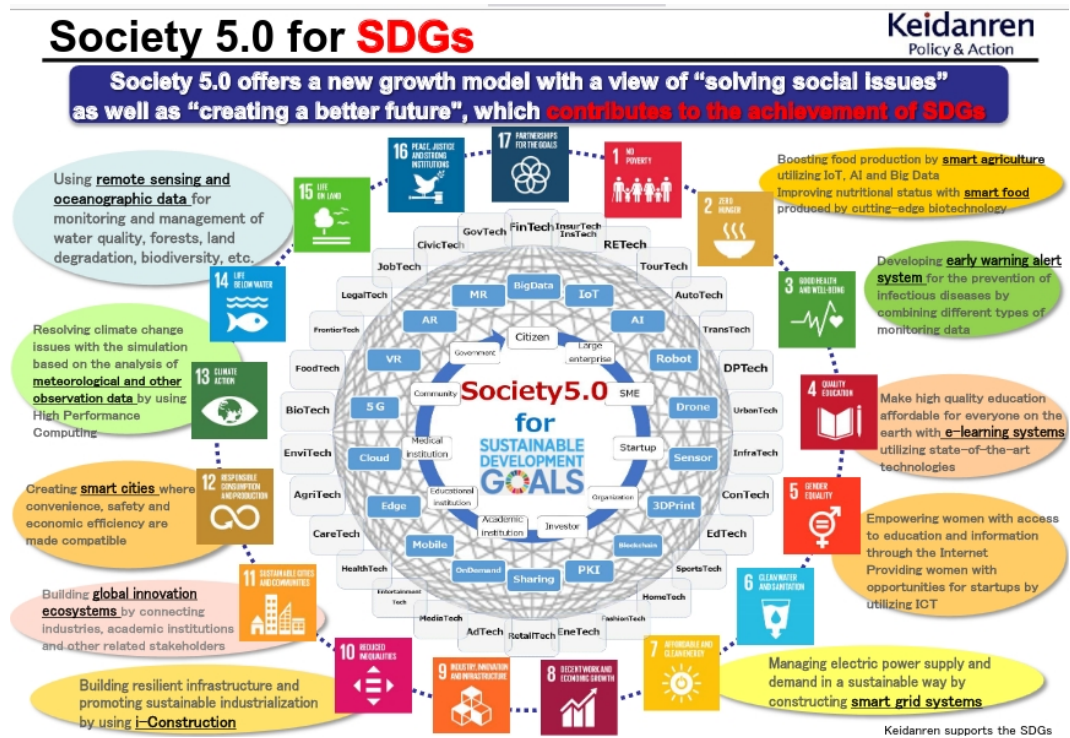 Society 5.0 for SDGs
Keidanren
Policy & Action
Society 5.0 offers a new growth model with a view of “solving social issues”
as well as “creating a better future", which contributes to the achievement of SDGs
17 PARTNERSHIPS
FOR THE GOALS
16 PEACE, JUSTICE
AND STRONG
INSTITUTIONS
1 NO
POVERTY
15 LIFE
ON LAND
2 ZERO
HUNGER
14 LIFE
BELOW WATER
3 GOOD HEALTH
AND WELL-BEING
13 CLIMATE
ACTION
4 QUALITY
EDUCATION
12 RESPONSIBLE
CONSUMPTION
AND PRODUCTION
5 GENDER
EQUALITY
11 SUSTAINABLE CITIES
AND COMMUNITIES
6 CLEAN WATER
AND SANITATION
10 REDUCED
INEQUALITIES
9 INDUSTRY, INNOVATION
AND INFRASTRUCTURE
8 DECENT WORK AND
ECONOMIC GROWTH
7 AFFORDABLE AND
CLEAN ENERGY
Using remote sensing and
oceanographic data for
monitoring and management of
water quality, forests, land
degradation, biodiversity, etc.
Resolving climate change
issues with the simulation
based on the analysis of
meteorological and other
observation data by using
High Performance
Computing
Creating smart cities where
convenience, safety and
economic efficiency are
made compatible
Building global innovation
ecosystems by connecting
industries, academic institutions
and other related stakeholders
Building resilient infrastructure and
promoting sustainable industrialization
by using i-Construction
Boosting food production by smart agriculture
utilizing IoT, AI and Big Data
Improving nutritional status with smart food
produced by cutting-edge biotechnology
Developing early warning alert
system for the prevention of
infectious diseases by
combining different types of
monitoring data
Make high quality education
affordable for everyone on the
earth with e-learning systems
utilizing state-of-the-art
technologies
Empowering women with access
to education and information
through the Internet
Providing women with
opportunities for startups by
utilizing ICT
Managing electric power supply and
demand in a sustainable way by
constructing smart grid systems
FinTech
InsurTech
InsTech
RETech
TourTech
AutoTech
TransTech
DPTech
UrbanTech
InfraTech
ConTech
EdTech
SportsTech
HomeTech
FashionTech
EneTech
RetailTech
AdTech
MediaTech
Entertainment
Tech
HealthTech
CareTech
AgriTech
EnviTech
BioTech
FoodTech
FrontierTech
LegalTech
JobTech
CivicTech
GovTech
BigData
IoT
AI
Robot
Drone
Sensor
3DPrint
Blockchain
PKI
Sharing
OnDemand
Mobile
Edge
Cloud
5G
VR
AR
MR
Citizen
Large
enterprise
SME
Startup
Organization
Investor
Academic
institution
Educational
institution
Medical
institution
Community
Government
Society5.0
for
SUSTAINABLE
DEVELOPMENT
GOALS
Keidanren supports the SDGs